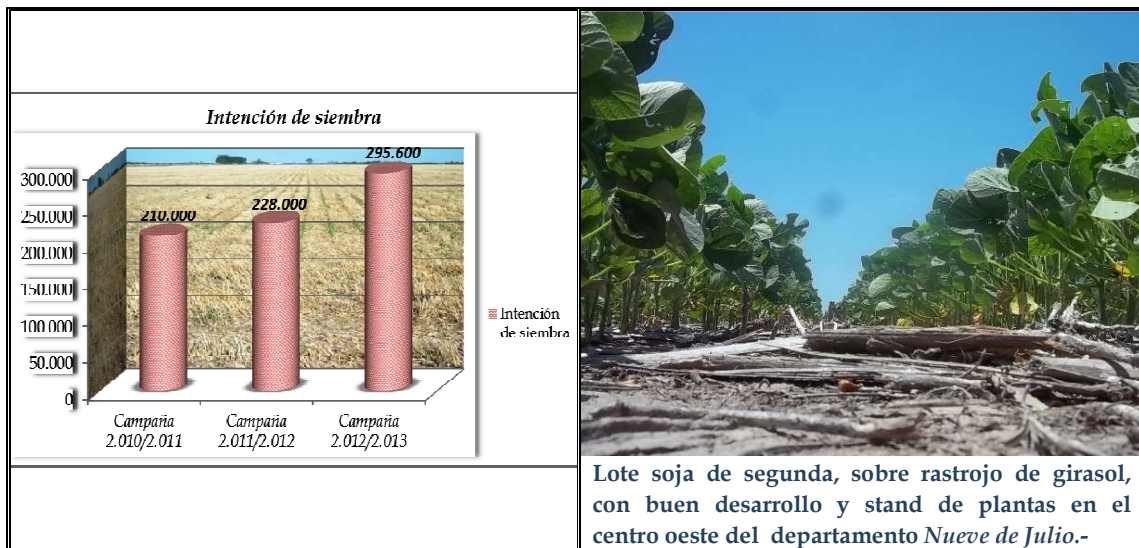 Intención de siembra
300.000
250.000
200.000
150.000
100.000
50.000
0
210.000
228.000
295.600
Campaña
2.010/2.011
Campaña
2.011/2.012
Campaña
2.012/2.013
Intención
de siembra
Lote soja de segunda, sobre rastrojo de girasol,
con buen desarrollo y stand de plantas en el
centro oeste del departamento Nueve de Julio.-